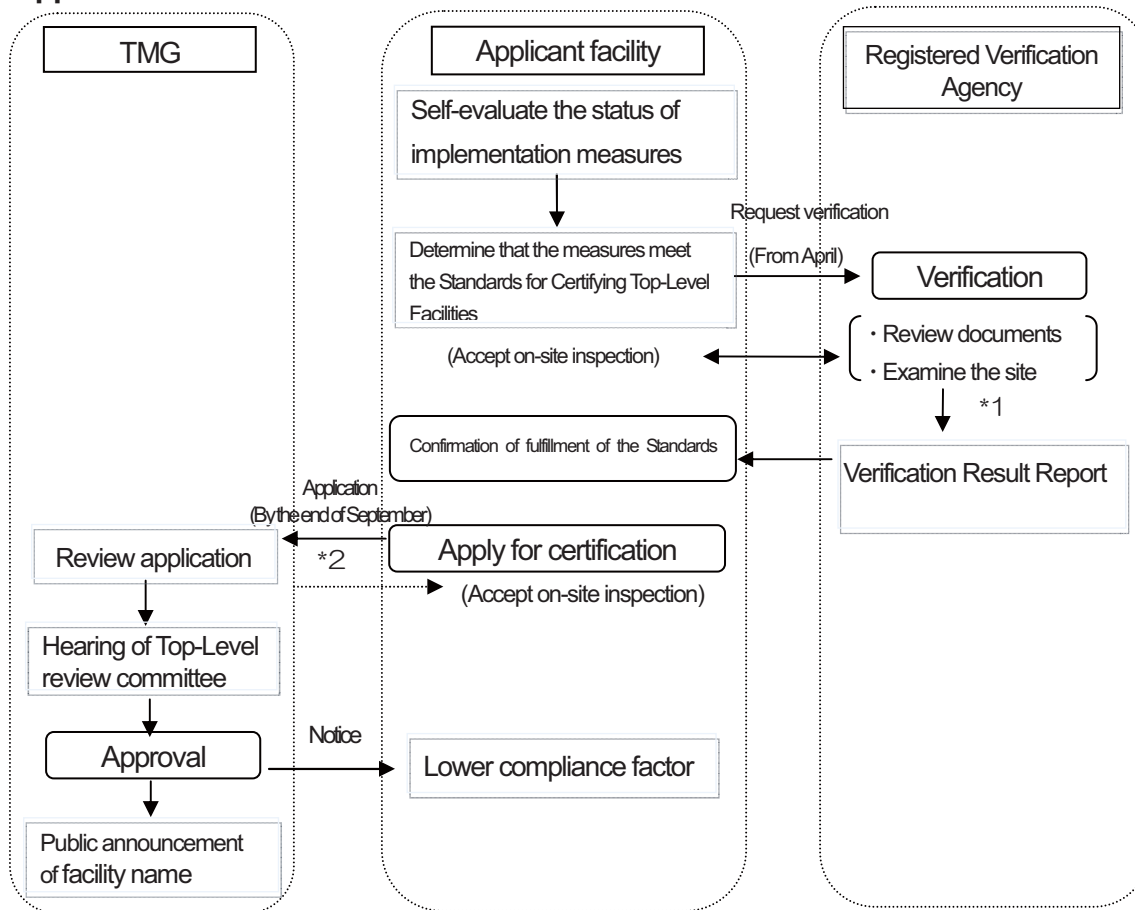 TMG
Applicant facility
Registered Verification
Agency
Self-evaluate the status of
implementation measures
Request verification
(From April)
Determine that the measures meet
the Standards for Certifying Top-Level
Facilities
Verification
(Accept on-site inspection)
・Review documents
・Examine the site
*1
Confirmation of fulfillment of the Standards
Verification Result Report
Application
(By the end of September)
Review application
*2
Apply for certification
(Accept on-site inspection)
Hearing of Top-Level
review committee
Approval
Notice
Lower compliance factor
Public announcement
of facility name